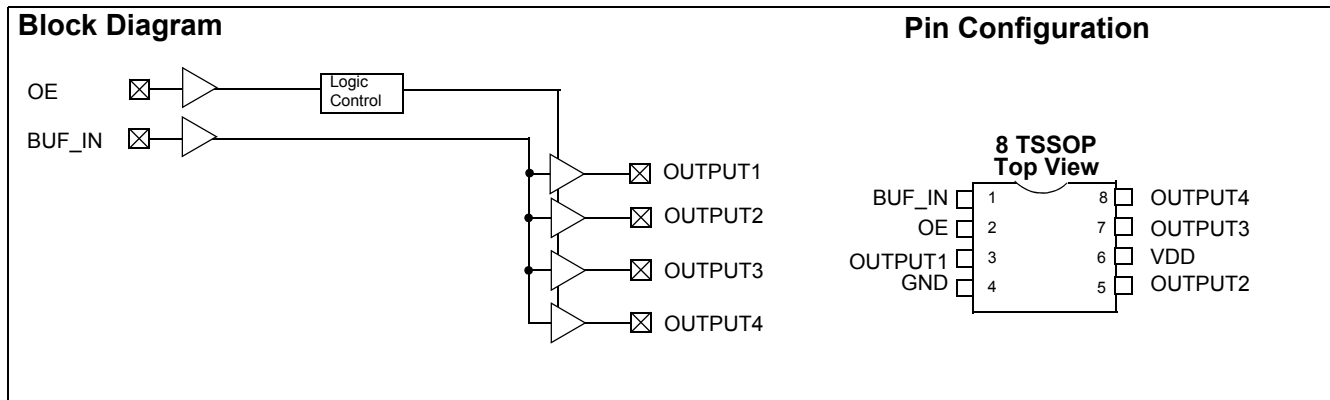 Block Diagram
OE
Logic
Control
BUF_IN
OUTPUT1
OUTPUT2
OUTPUT3
OUTPUT4
Pin Configuration
8 TSSOP
Top View
BUF_IN 1 8 OUTPUT4
OE 2 7 OUTPUT3
OUTPUT1 3 6 VDD
GND 4 5 OUTPUT2